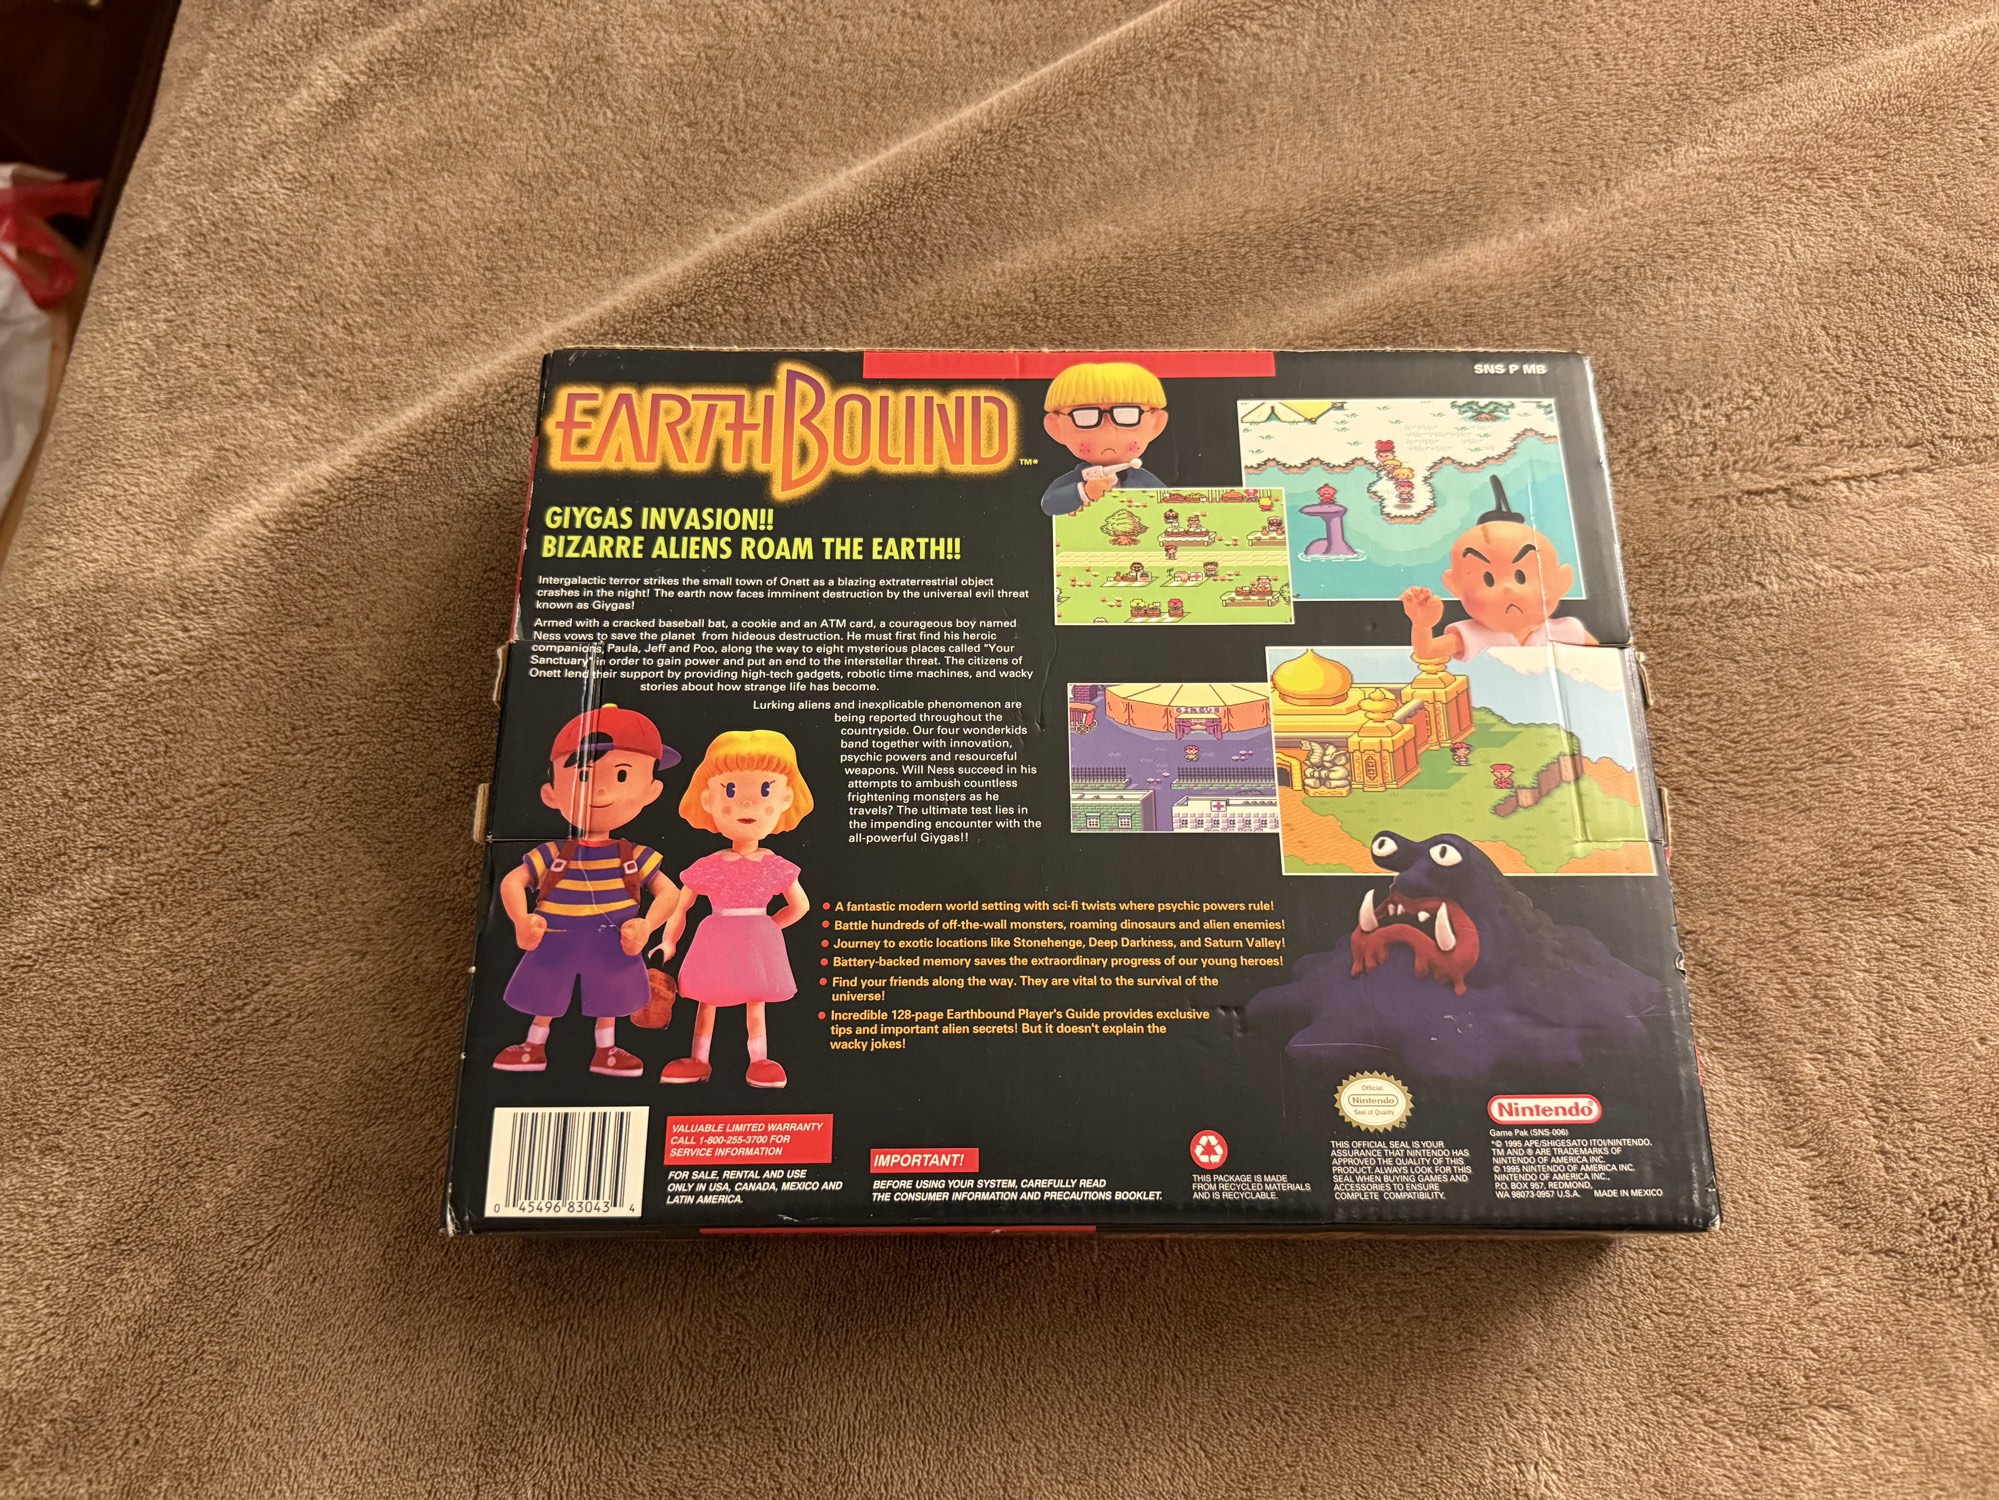 SNS P MB
EARTHBOUND
TM*
GIYGAS INVASION!!
BIZARRE ALIENS ROAM THE EARTH!!
Intergalactic terror strikes the small town of Onett as a blazing extraterrestrial object
crashes in the night! The earth now faces imminent destruction by the universal evil threat
known as Giygas!
Armed with a cracked baseball bat, a cookie and an ATM card, a courageous boy named
Ness vows to save the planet from hideous destruction. He must first find his heroic
companions, Paula, Jeff and Poo, along the way to eight mysterious places called "Your
Sanctuary" in order to gain power and put an end to the interstellar threat. The citizens of
Onett lend their support by providing high-tech gadgets, robotic time machines, and wacky
stories about how strange life has become.
Lurking aliens and inexplicable phenomenon are
being reported throughout the
countryside. Our four wonderkids
band together with innovation,
psychic powers and resourceful
weapons. Will Ness succeed in his
attempts to ambush countless
frightening monsters as he
travels? The ultimate test lies in
the impending encounter with the
all-powerful Giygas!!
CIRCUS
• A fantastic modern world setting with sci-fi twists where psychic powers rule!
• Battle hundreds of off-the-wall monsters, roaming dinosaurs and alien enemies!
• Journey to exotic locations like Stonehenge, Deep Darkness, and Saturn Valley!
• Battery-backed memory saves the extraordinary progress of our young heroes!
• Find your friends along the way. They are vital to the survival of the
universe!
• Incredible 128-page Earthbound Player's Guide provides exclusive
tips and important alien secrets! But it doesn't explain the
wacky jokes!
0 45496 83043 4
VALUABLE LIMITED WARRANTY
CALL 1-800-255-3700 FOR
SERVICE INFORMATION
FOR SALE, RENTAL AND USE
ONLY IN USA, CANADA, MEXICO AND
LATIN AMERICA.
IMPORTANT!
BEFORE USING YOUR SYSTEM, CAREFULLY READ
THE CONSUMER INFORMATION AND PRECAUTIONS BOOKLET.
THIS PACKAGE IS MADE
FROM RECYCLED MATERIALS
AND IS RECYCLABLE.
Official
Nintendo
Seal of Quality
THIS OFFICIAL SEAL IS YOUR
ASSURANCE THAT NINTENDO HAS
APPROVED THE QUALITY OF THIS
PRODUCT. ALWAYS LOOK FOR THIS
SEAL WHEN BUYING GAMES AND
ACCESSORIES TO ENSURE
COMPLETE COMPATIBILITY.
Nintendo®
Game Pak (SNS-006)
*© 1995 APE/SHIGESATO ITOI/NINTENDO.
TM AND ® ARE TRADEMARKS OF
NINTENDO OF AMERICA INC.
© 1995 NINTENDO OF AMERICA INC.
NINTENDO OF AMERICA INC.,
P.O. BOX 957, REDMOND,
WA 98073-0957 U.S.A. MADE IN MEXICO